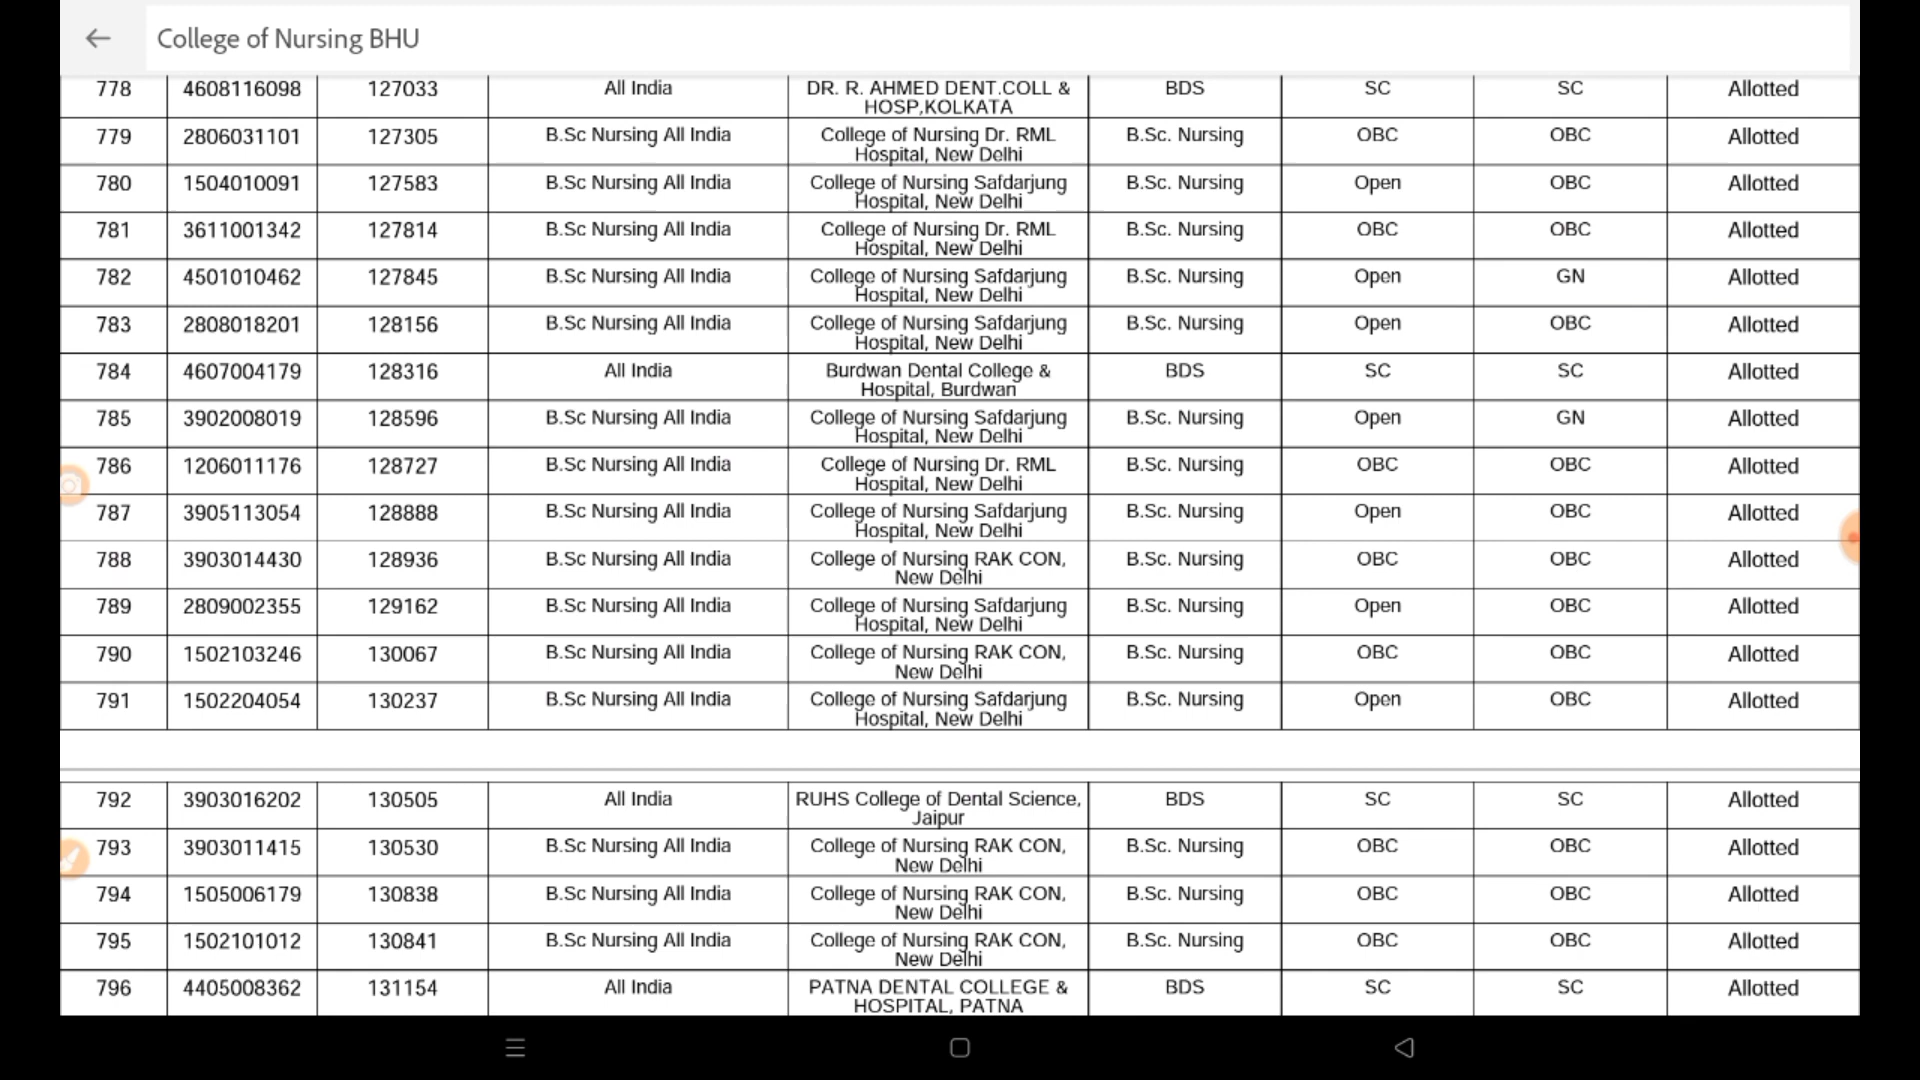 College of Nursing BHU
778 4608116098 127033 All India DR. R. AHMED DENT.COLL & BDS SC SC Allotted
HOSP,KOLKATA
779 2806031101 127305 B.Sc Nursing All India College of Nursing Dr. RML B.Sc. Nursing OBC OBC Allotted
Hospital, New Delhi
780 1504010091 127583 B.Sc Nursing All India College of Nursing Safdarjung B.Sc. Nursing Open OBC Allotted
Hospital, New Delhi
781 3611001342 127814 B.Sc Nursing All India College of Nursing Dr. RML B.Sc. Nursing OBC OBC Allotted
Hospital, New Delhi
782 4501010462 127845 B.Sc Nursing All India College of Nursing Safdarjung B.Sc. Nursing Open GN Allotted
Hospital, New Delhi
783 2808018201 128156 B.Sc Nursing All India College of Nursing Safdarjung B.Sc. Nursing Open OBC Allotted
Hospital, New Delhi
784 4607004179 128316 All India Burdwan Dental College & BDS SC SC Allotted
Hospital, Burdwan
785 3902008019 128596 B.Sc Nursing All India College of Nursing Safdarjung B.Sc. Nursing Open GN Allotted
Hospital, New Delhi
786 1206011176 128727 B.Sc Nursing All India College of Nursing Dr. RML B.Sc. Nursing OBC OBC Allotted
Hospital, New Delhi
787 3905113054 128888 B.Sc Nursing All India College of Nursing Safdarjung B.Sc. Nursing Open OBC Allotted
Hospital, New Delhi
788 3903014430 128936 B.Sc Nursing All India College of Nursing RAK CON, B.Sc. Nursing OBC OBC Allotted
New Delhi
789 2809002355 129162 B.Sc Nursing All India College of Nursing Safdarjung B.Sc. Nursing Open OBC Allotted
Hospital, New Delhi
790 1502103246 130067 B.Sc Nursing All India College of Nursing RAK CON, B.Sc. Nursing OBC OBC Allotted
New Delhi
791 1502204054 130237 B.Sc Nursing All India College of Nursing Safdarjung B.Sc. Nursing Open OBC Allotted
Hospital, New Delhi
792 3903016202 130505 All India RUHS College of Dental Science, BDS SC SC Allotted
Jaipur
793 3903011415 130530 B.Sc Nursing All India College of Nursing RAK CON, B.Sc. Nursing OBC OBC Allotted
New Delhi
794 1505006179 130838 B.Sc Nursing All India College of Nursing RAK CON, B.Sc. Nursing OBC OBC Allotted
New Delhi
795 1502101012 130841 B.Sc Nursing All India College of Nursing RAK CON, B.Sc. Nursing OBC OBC Allotted
New Delhi
796 4405008362 131154 All India PATNA DENTAL COLLEGE & BDS SC SC Allotted
HOSPITAL, PATNA